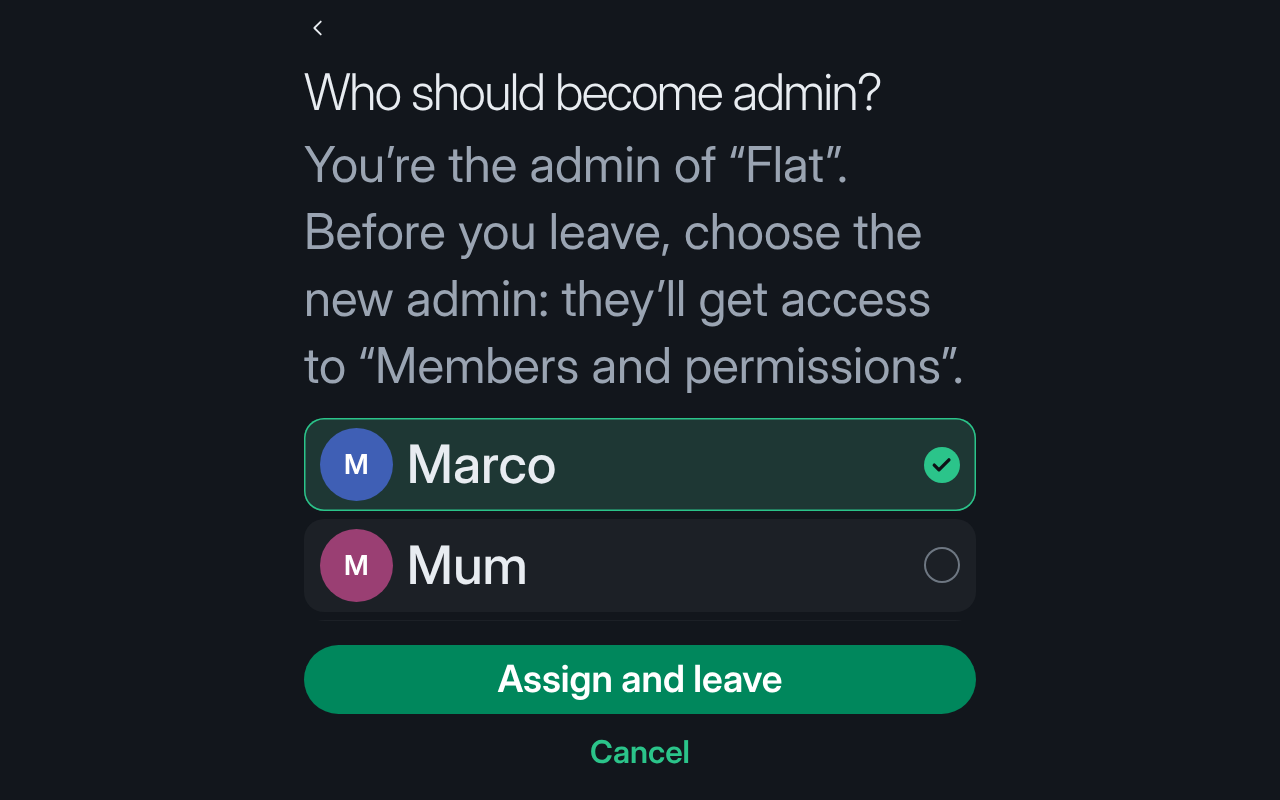 Who should become admin?
You’re the admin of “Flat”.
Before you leave, choose the
new admin: they’ll get access
to “Members and permissions”.
M Marco
M Mum
Assign and leave
Cancel